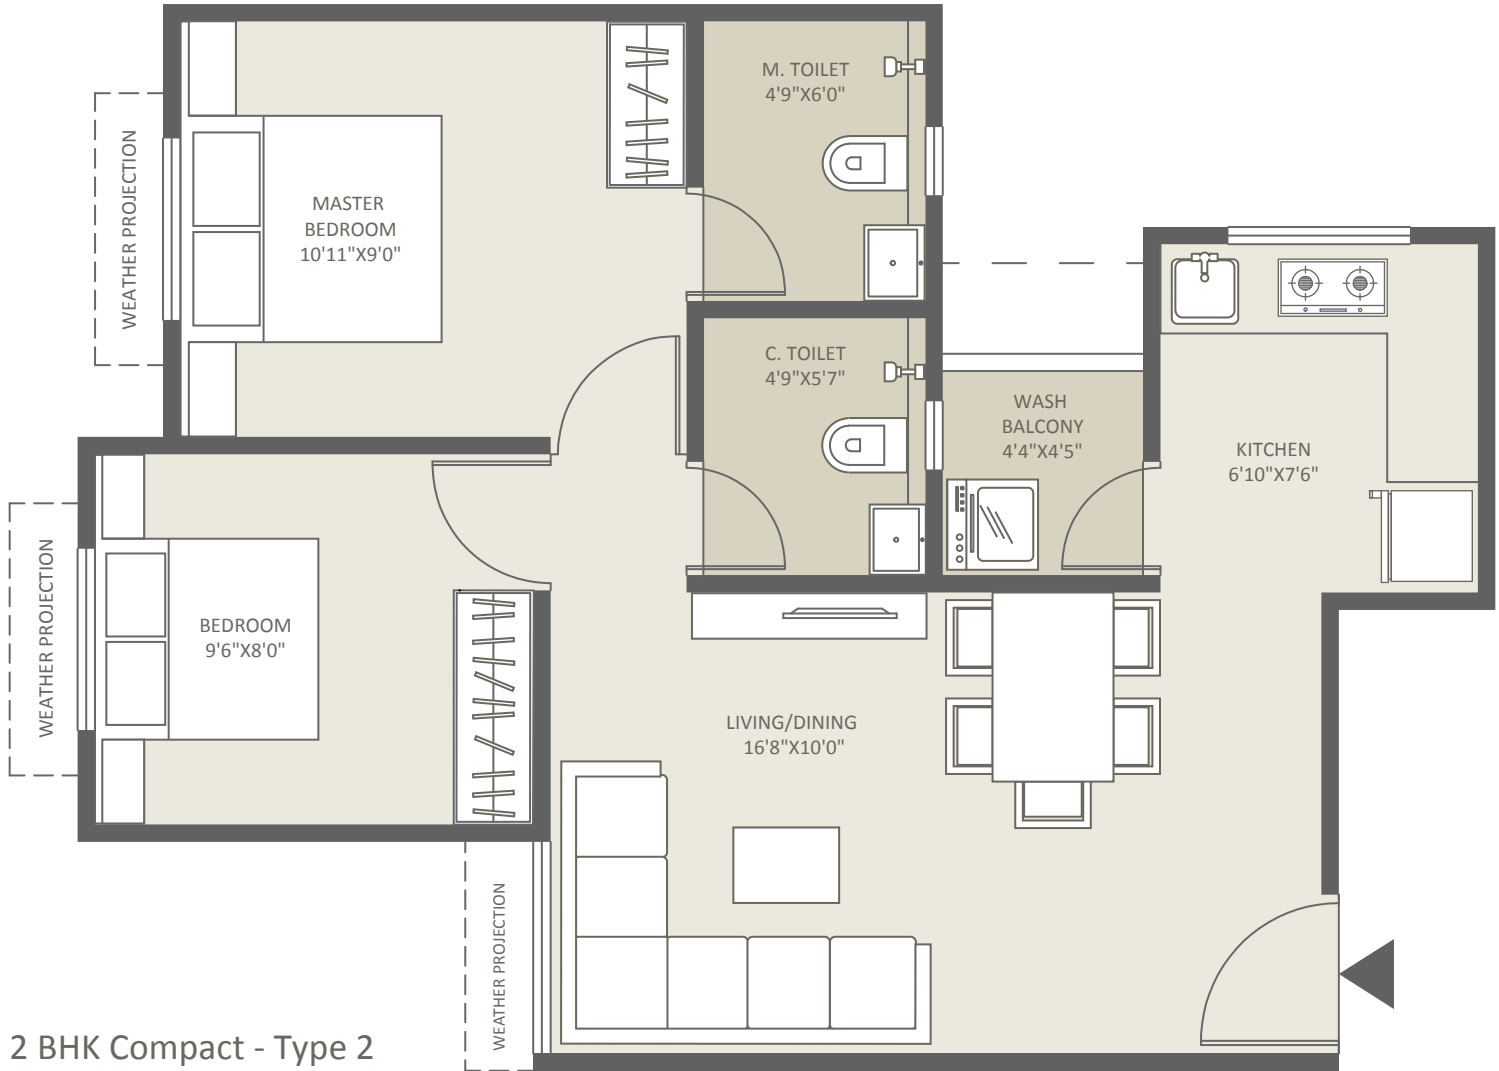 M. TOILET
4'9"X6'0"
WEATHER PROJECTION
MASTER
BEDROOM
10'11"X9'0"
C. TOILET
4'9"X5'7"
WASH
BALCONY
4'4"X4'5"
KITCHEN
6'10"X7'6"
WEATHER PROJECTION
BEDROOM
9'6"X8'0"
LIVING/DINING
16'8"X10'0"
WEATHER PROJECTION
2 BHK Compact - Type 2